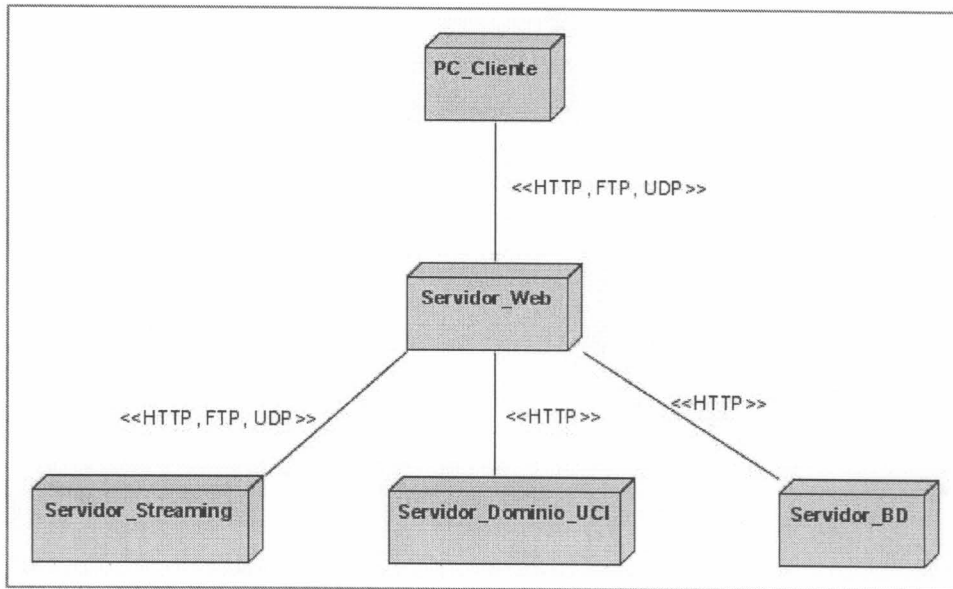 PC_Cliente
<<HTTP, FTP, UDP>>
Servidor_Web
<<HTTP, FTP, UDP>>
<<HTTP>>
<<HTTP>>
Servidor_Streaming
Servidor_Dominio_UCI
Servidor_BD